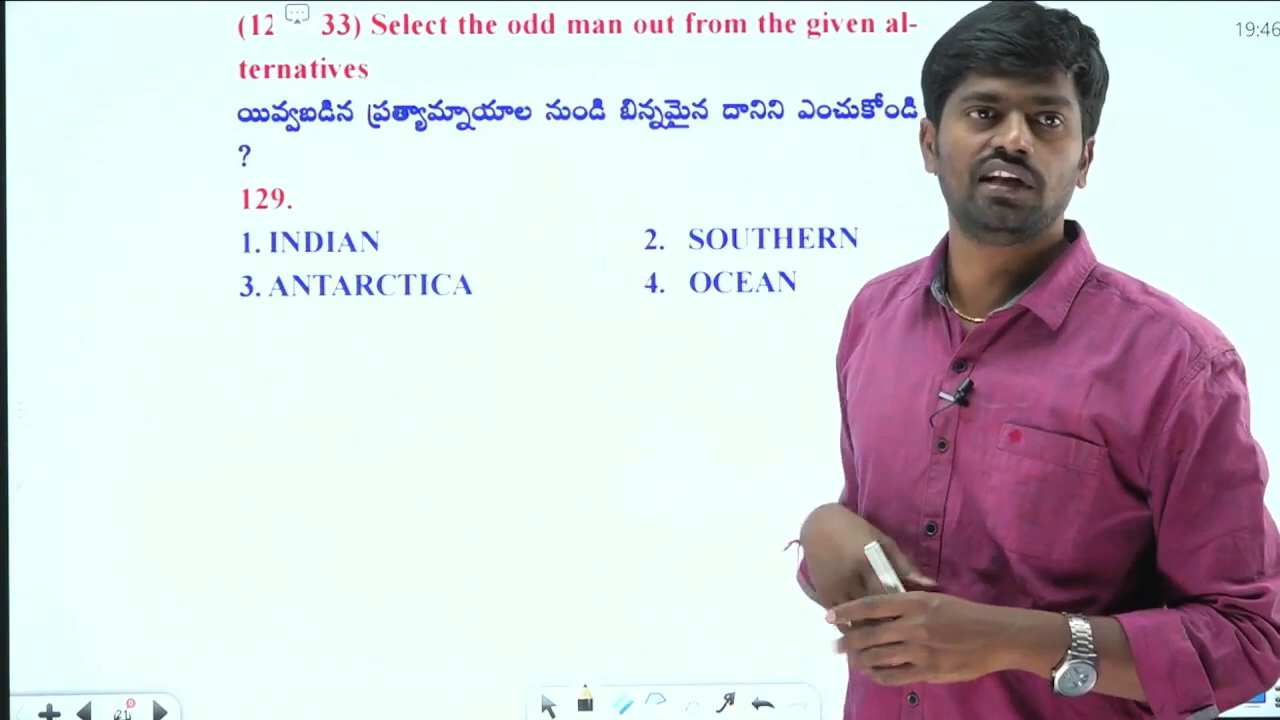 (12 33) Select the odd man out from the given al-
ternatives
యివ్వబడిన ప్రత్యామ్నాయాల నుండి బిన్నమైన దానిని ఎంచుకోండి
?
129.
1. INDIAN 2. SOUTHERN
3. ANTARCTICA 4. OCEAN
19:46
21